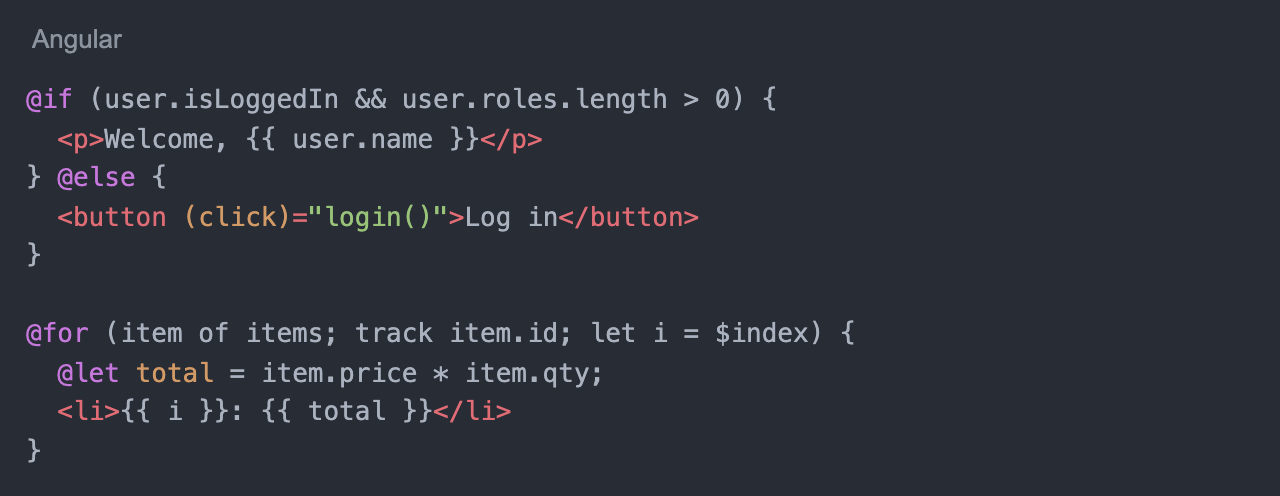 Angular
@if (user.isLoggedIn && user.roles.length > 0) {
  <p>Welcome, {{ user.name }}</p>
} @else {
  <button (click)="login()">Log in</button>
}

@for (item of items; track item.id; let i = $index) {
  @let total = item.price * item.qty;
  <li>{{ i }}: {{ total }}</li>
}